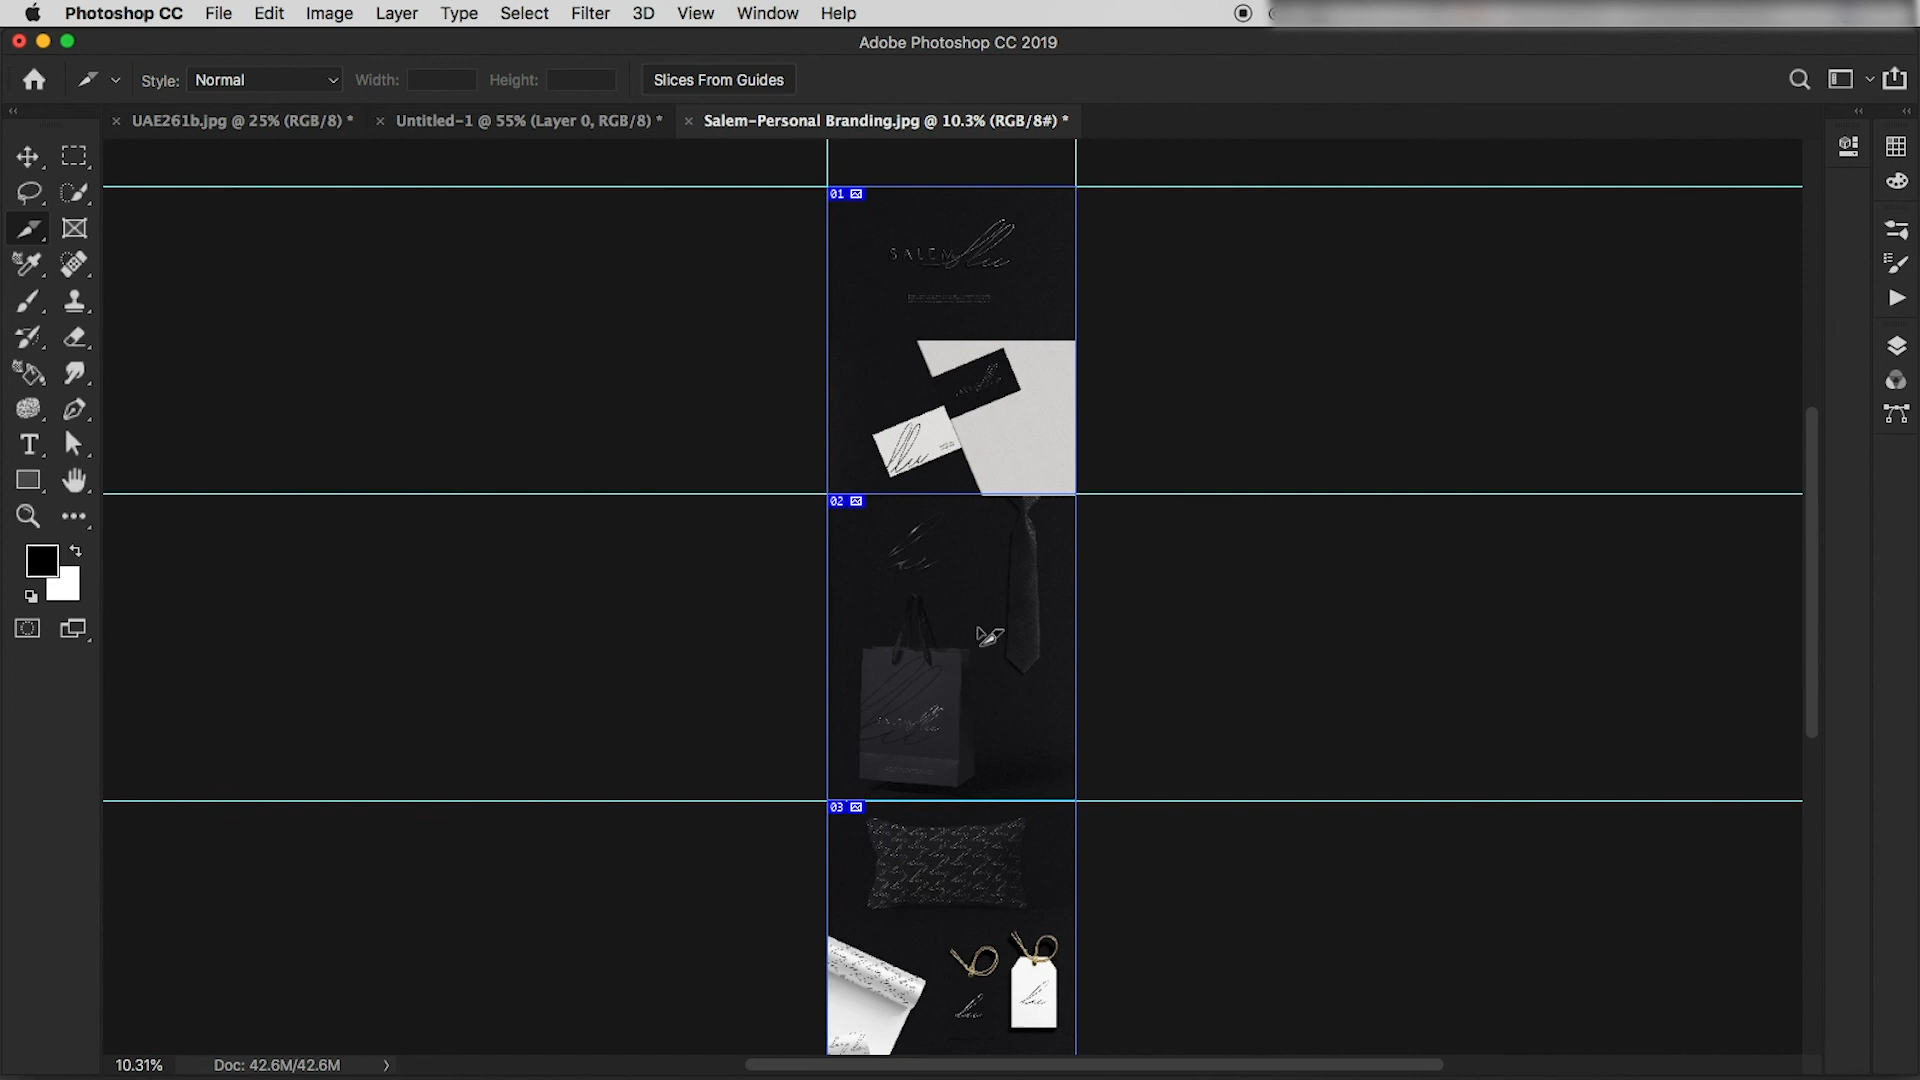 Photoshop CC File Edit Image Layer Type Select Filter 3D View Window Help
Adobe Photoshop CC 2019
Style: Normal Width: Height: Slices From Guides
UAE261b.jpg @ 25% (RGB/8) * Untitled-1 @ 55% (Layer 0, RGB/8) * Salem-Personal Branding.jpg @ 10.3% (RGB/8#) *
01
SALEM
02
03
10.31% Doc: 42.6M/42.6M